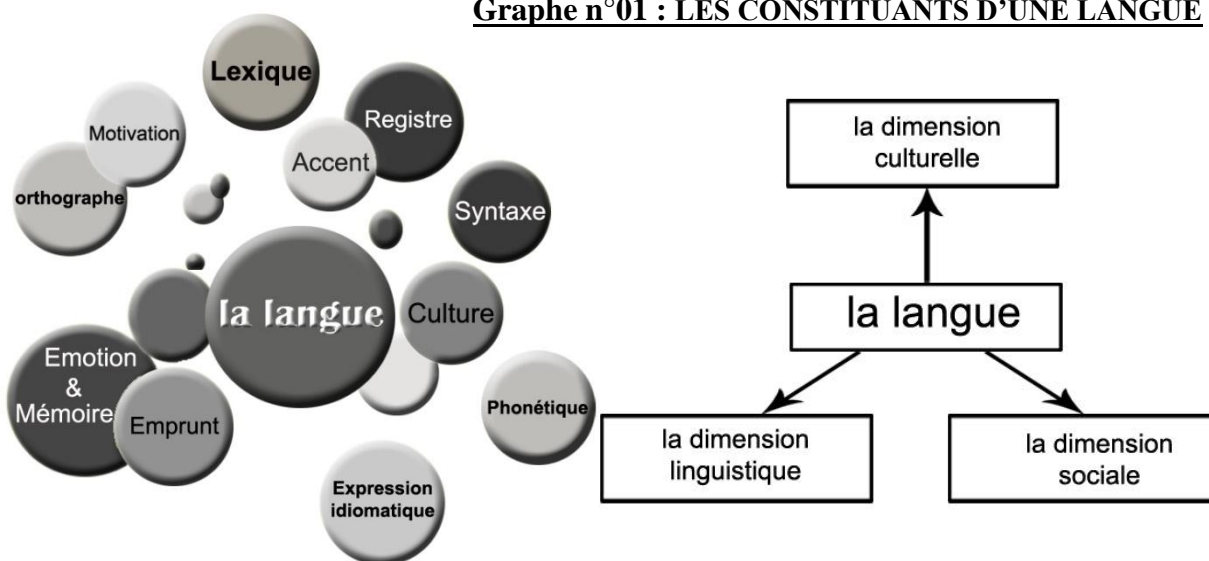 Graphe n°01 : LES CONSTITUANTS D'UNE LANGUE
Lexique
Motivation
Registre
Accent
orthographe
Syntaxe
la langue
Culture
Emotion
&
Mémoire
Emprunt
Phonétique
Expression
idiomatique
la dimension
culturelle
la langue
la dimension
linguistique
la dimension
sociale